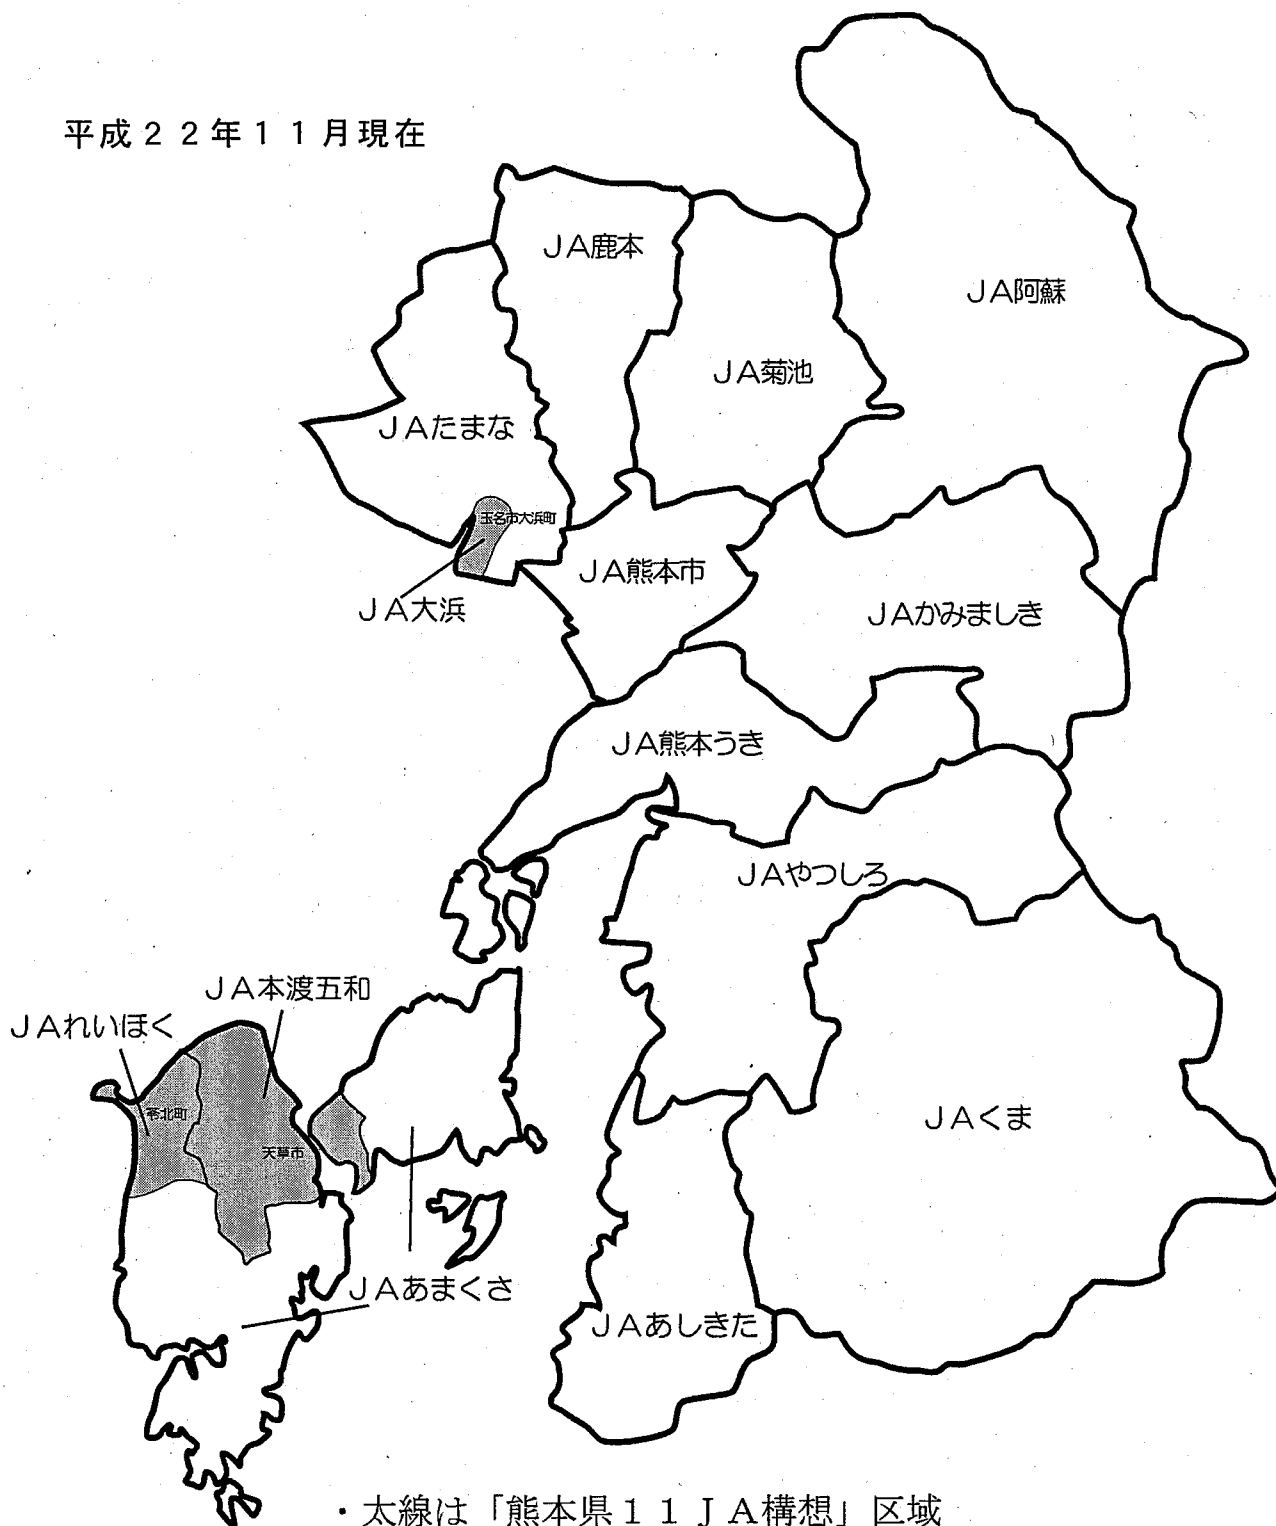 平成２２年１１月現在
ＪＡ鹿本
ＪＡ阿蘇
ＪＡ菊池
ＪＡたまな
玉名市大浜町
ＪＡ熊本市
ＪＡ大浜
ＪＡかみましき
ＪＡ熊本うき
ＪＡやつしろ
ＪＡ本渡五和
ＪＡれいほく
苓北町
天草市
ＪＡくま
ＪＡあまくさ
ＪＡあしきた
・太線は「熊本県１１ＪＡ構想」区域